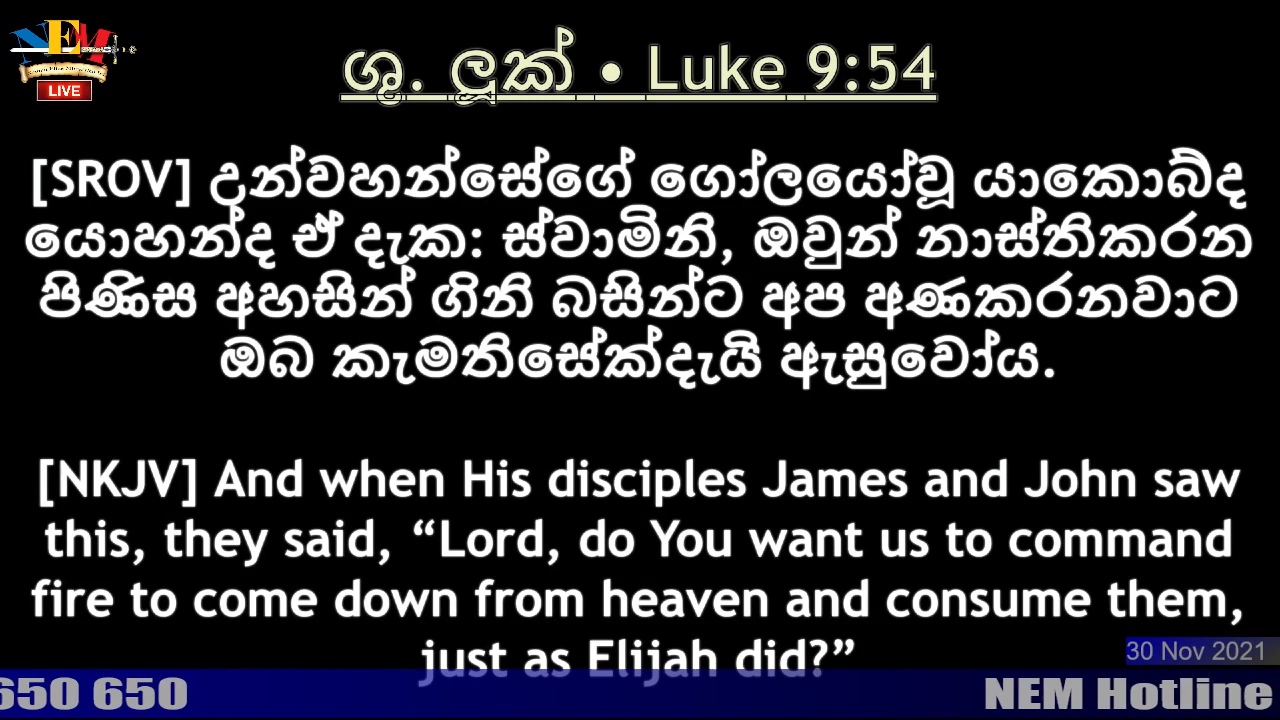 NEM
LIVE
ශු. ලූක් • Luke 9:54
[SROV] උන්වහන්සේගේ ගෝලයෝවූ යාකොබ්ද
යොහන්ද ඒ දැක: ස්වාමිනි, ඔවුන් නාස්තිකරන
පිණිස අහසින් ගිනි බසින්ට අප අණකරනවාට
ඔබ කැමතිසේක්දැයි ඇසුවෝය.
[NKJV] And when His disciples James and John saw
this, they said, “Lord, do You want us to command
fire to come down from heaven and consume them,
just as Elijah did?”
30 Nov 2021
650 650 NEM Hotline